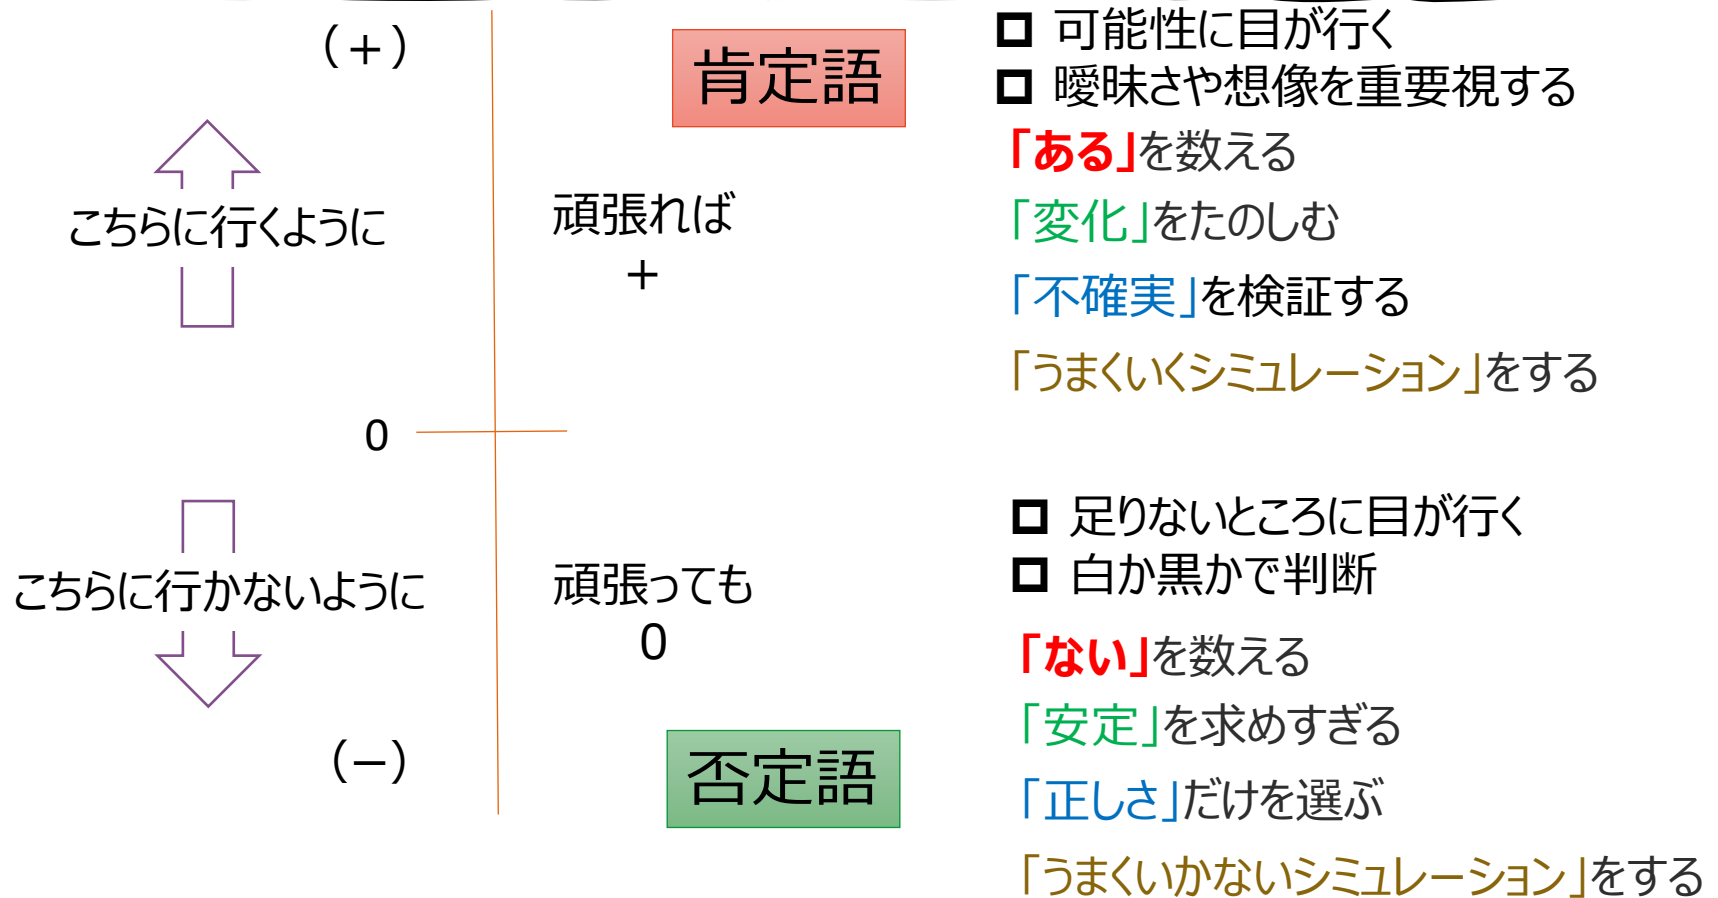 (+)
肯定語
こちらに行くように
頑張れば
+
0
こちらに行かないように
頑張っても
0
(−)
否定語
可能性に目が行く
曖昧さや想像を重要視する
「ある」を数える
「変化」をたのしむ
「不確実」を検証する
「うまくいくシミュレーション」をする
足りないところに目が行く
白か黒かで判断
「ない」を数える
「安定」を求めすぎる
「正しさ」だけを選ぶ
「うまくいかないシミュレーション」をする